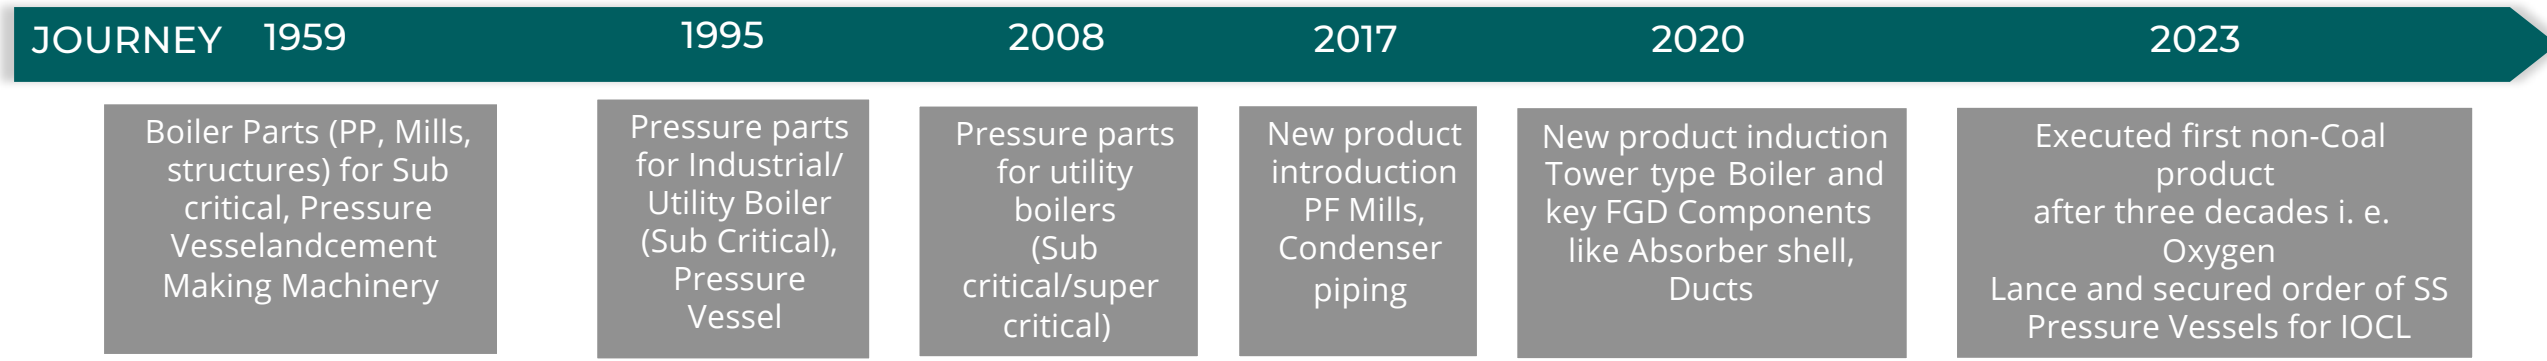 JOURNEY 1959 1995 2008 2017 2020 2023
Boiler Parts (PP, Mills,
structures) for Sub
critical, Pressure
Vesselandcement
Making Machinery
Pressure parts
for Industrial/
Utility Boiler
(Sub Critical),
Pressure
Vessel
Pressure parts
for utility
boilers
(Sub
critical/super
critical)
New product
introduction
PF Mills,
Condenser
piping
New product induction
Tower type Boiler and
key FGD Components
like Absorber shell,
Ducts
Executed first non-Coal
product
after three decades i. e.
Oxygen
Lance and secured order of SS
Pressure Vessels for IOCL